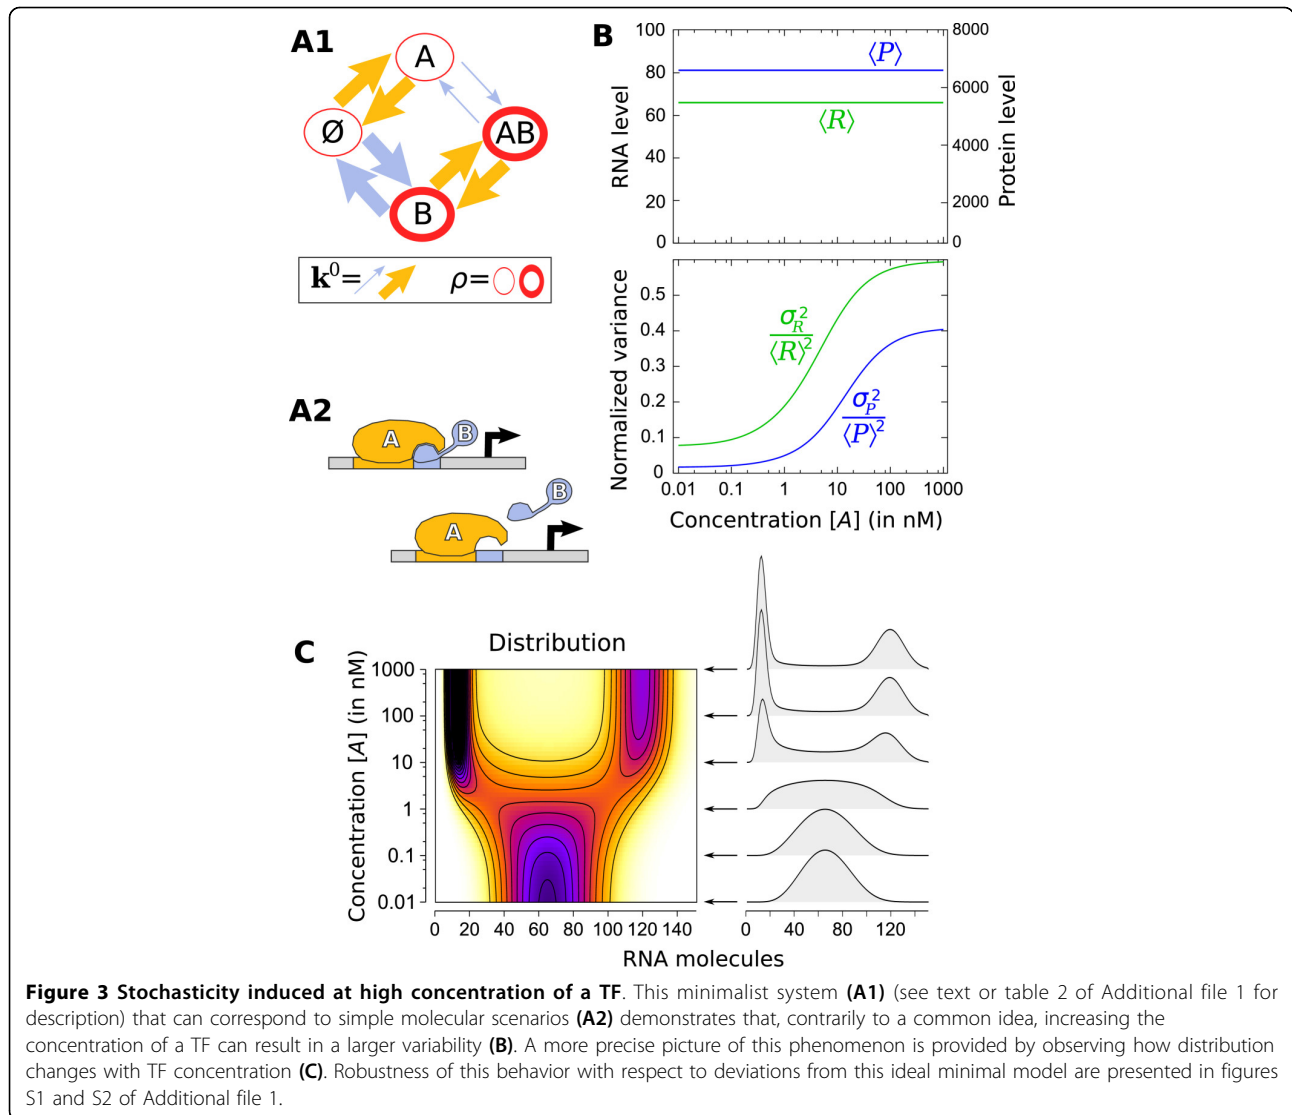 A1
A
Ø
AB
B
k⁰=
ρ=
B
RNA level
100
80
60
40
20
0
⟨P⟩
⟨R⟩
8000
6000
4000
2000
0
Protein level
Normalized variance
0.5
0.4
0.3
0.2
0.1
0
σ_R^2
⟨R⟩^2
σ_P^2
⟨P⟩^2
0.01 0.1 1 10 100 1000
Concentration [A] (in nM)
A2
A
B
A
B
C
Distribution
Concentration [A] (in nM)
1000
100
10
1
0.1
0.01
0 20 40 60 80 100 120 140
0 40 80 120
RNA molecules
Figure 3 Stochasticity induced at high concentration of a TF. This minimalist system (A1) (see text or table 2 of Additional file 1 for
description) that can correspond to simple molecular scenarios (A2) demonstrates that, contrarily to a common idea, increasing the
concentration of a TF can result in a larger variability (B). A more precise picture of this phenomenon is provided by observing how distribution
changes with TF concentration (C). Robustness of this behavior with respect to deviations from this ideal minimal model are presented in figures
S1 and S2 of Additional file 1.